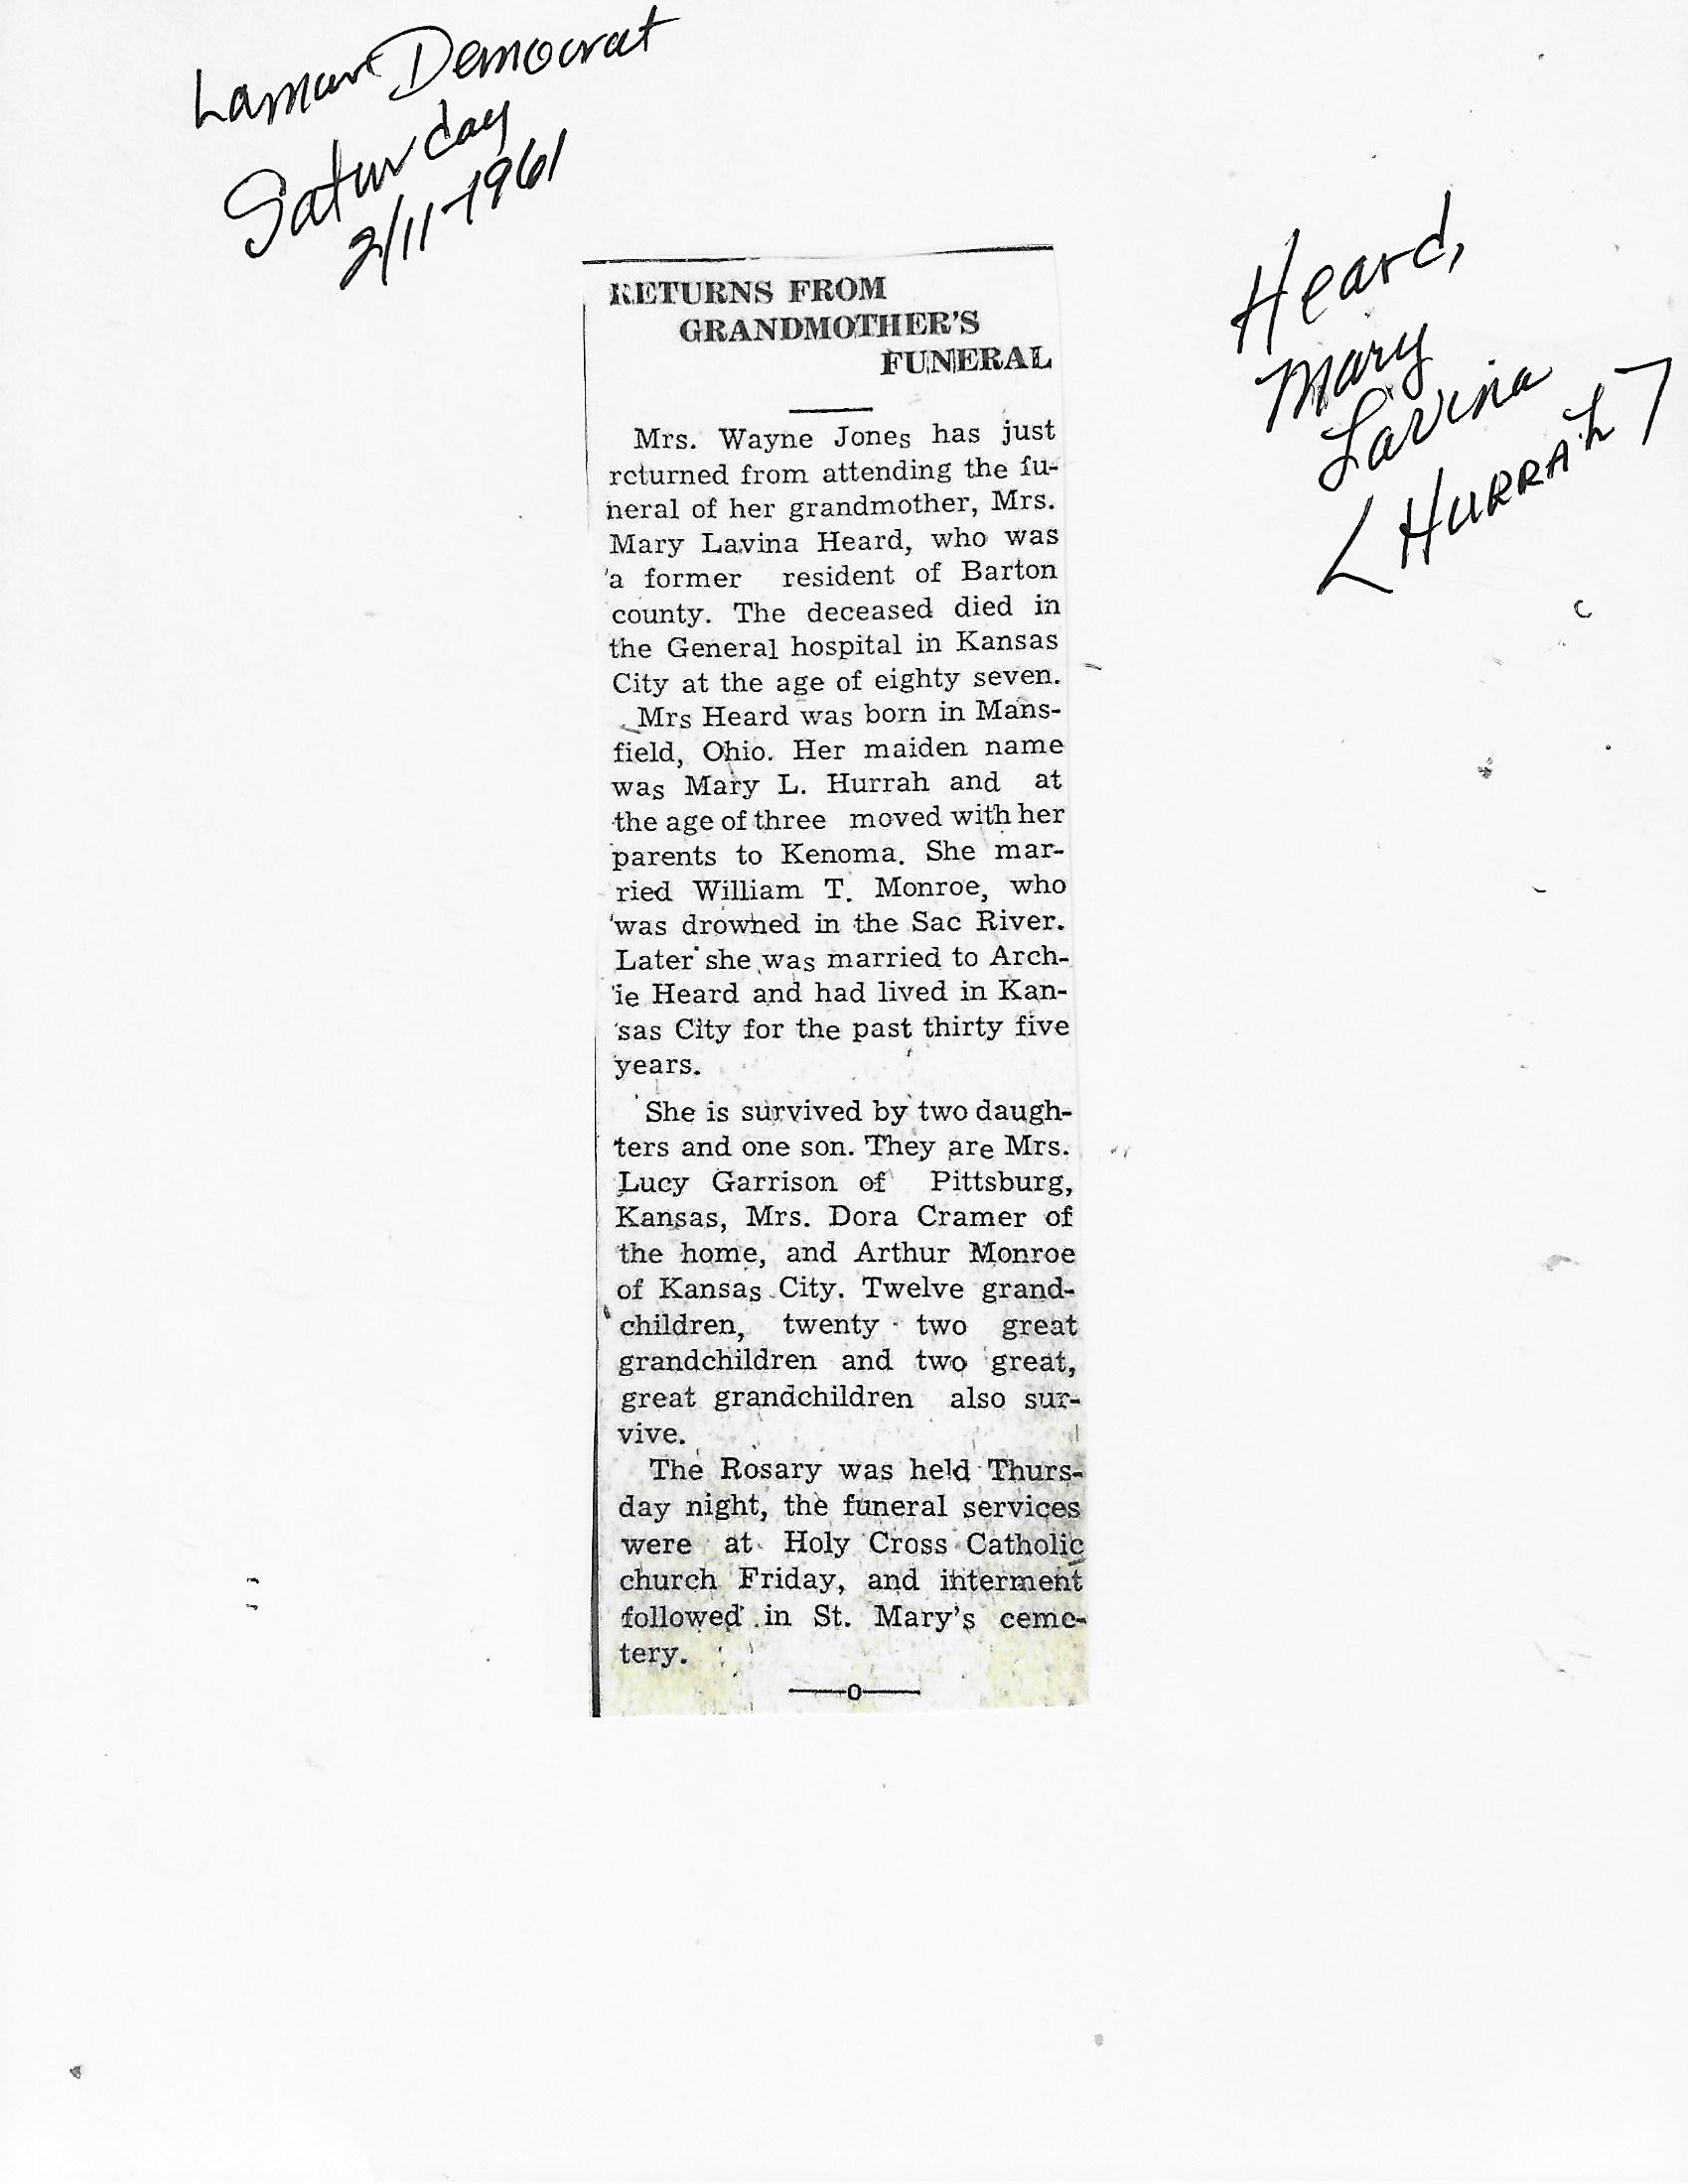 Lamar Democrat
Saturday
2/11-1961
Heard,
Mary
Lavina
< HURRAh >
RETURNS FROM
GRANDMOTHER'S
FUNERAL
Mrs. Wayne Jones has just
returned from attending the fu-
neral of her grandmother, Mrs.
Mary Lavina Heard, who was
a former resident of Barton
county. The deceased died in
the General hospital in Kansas
City at the age of eighty seven.
Mrs Heard was born in Mans-
field, Ohio. Her maiden name
was Mary L. Hurrah and at
the age of three moved with her
parents to Kenoma. She mar-
ried William T. Monroe, who
was drowned in the Sac River.
Later she was married to Arch-
ie Heard and had lived in Kan-
sas City for the past thirty five
years.
She is survived by two daugh-
ters and one son. They are Mrs.
Lucy Garrison of Pittsburg,
Kansas, Mrs. Dora Cramer of
the home, and Arthur Monroe
of Kansas City. Twelve grand-
children, twenty - two great
grandchildren and two great,
great grandchildren also sur-
vive.
The Rosary was held Thurs-
day night, the funeral services
were at Holy Cross Catholic
church Friday, and interment
followed in St. Mary's ceme-
tery.
——o——